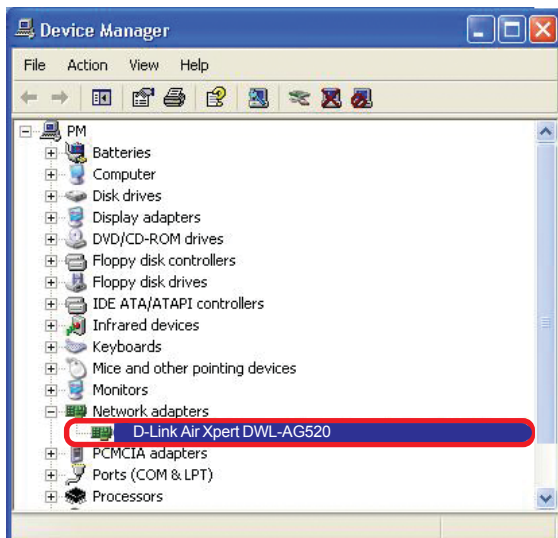 Device Manager
File Action View Help
PM
Batteries
Computer
Disk drives
Display adapters
DVD/CD-ROM drives
Floppy disk controllers
Floppy disk drives
IDE ATA/ATAPI controllers
Infrared devices
Keyboards
Mice and other pointing devices
Monitors
Network adapters
D-Link Air Xpert DWL-AG520
PCMCIA adapters
Ports (COM & LPT)
Processors